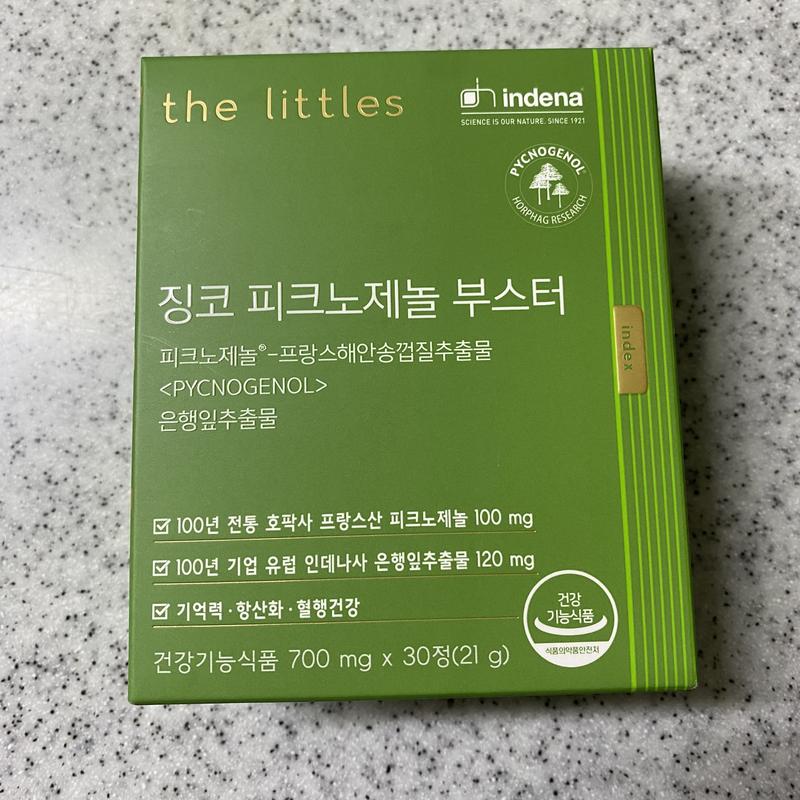 the littles
indena
SCIENCE IS OUR NATURE. SINCE 1921
PYCNOGENOL®
HORPHAG RESEARCH
징코 피크노제놀 부스터
피크노제놀®-프랑스해안송껍질추출물
<PYCNOGENOL>
은행잎추출물
index
100년 전통 호팍사 프랑스산 피크노제놀 100 mg
100년 기업 유럽 인데나사 은행잎추출물 120 mg
기억력·항산화·혈행건강
건강
기능식품
식품의약품안전처
건강기능식품 700 mg x 30정(21 g)